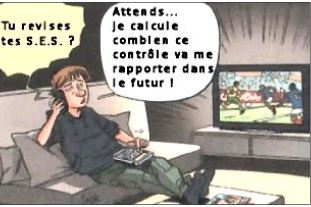 Tu revises
tes S.E.S. ?
Attends...
je calcule
combien ce
contrôle va me
rapporter dans
le futur !